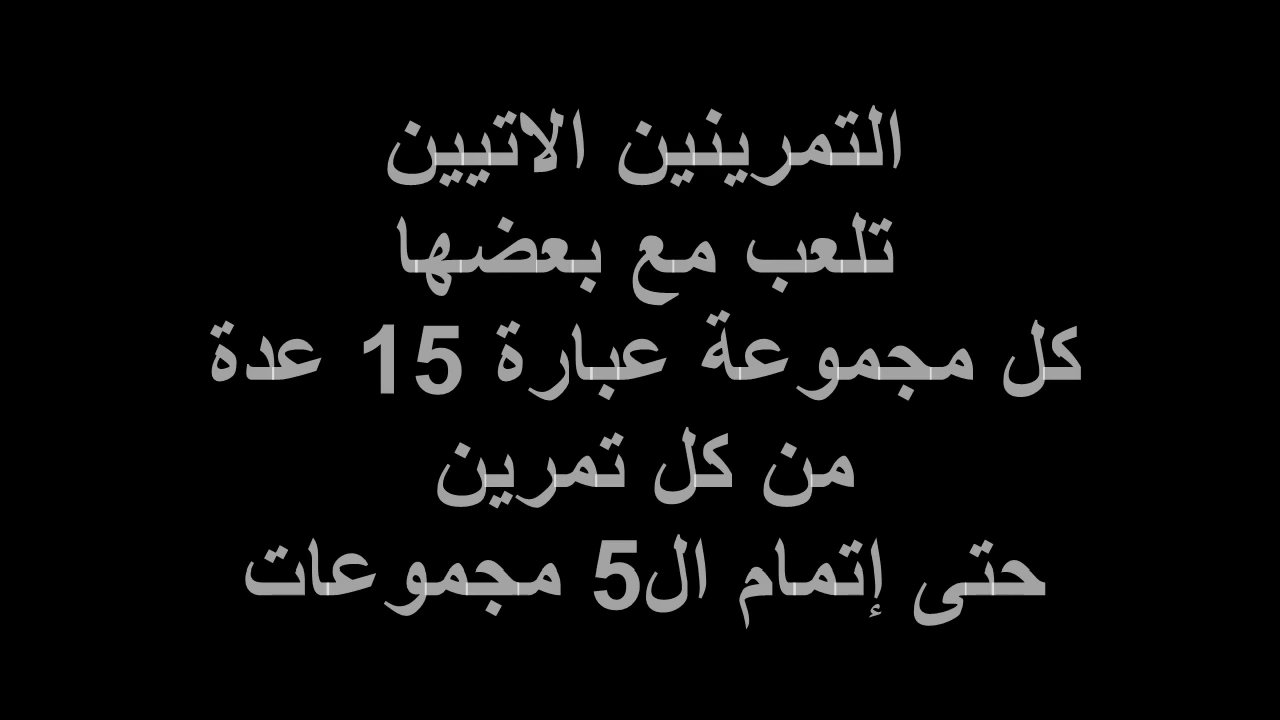 التمرينين الاتيين
تلعب مع بعضها
كل مجموعة عبارة 15 عدة
من كل تمرين
حتى إتمام ال5 مجموعات